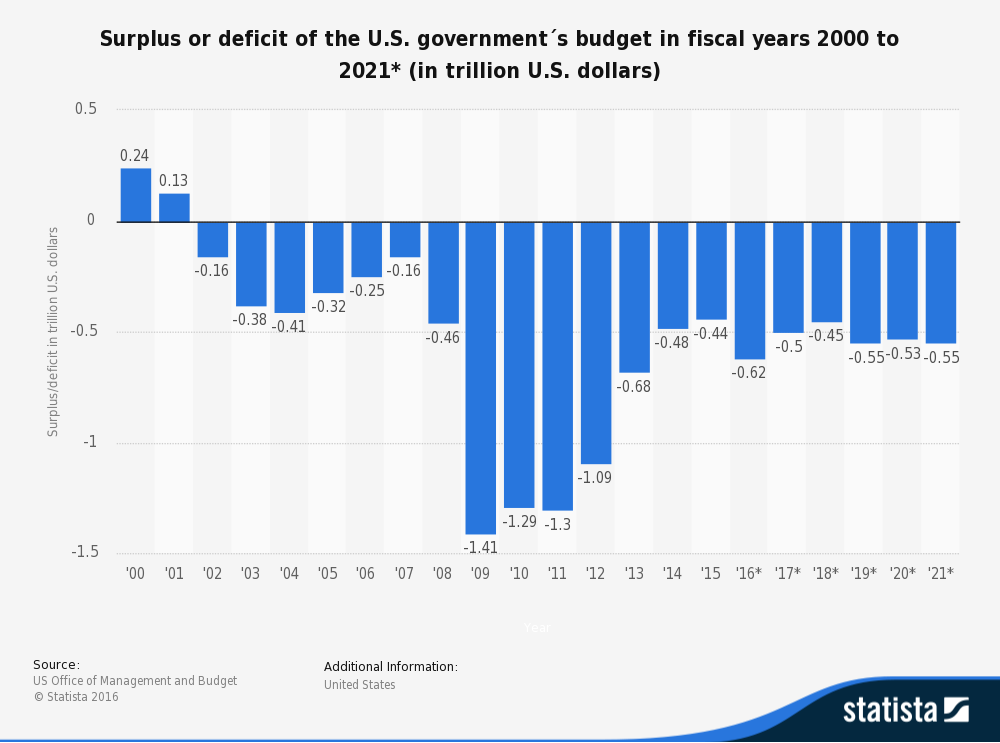 Surplus or deficit of the U.S. government´s budget in fiscal years 2000 to
2021* (in trillion U.S. dollars)
Surplus/deficit in trillion U.S. dollars
0.5
0
-0.5
-1
-1.5
0.24
0.13
-0.16
-0.38
-0.41
-0.32
-0.25
-0.16
-0.46
-1.41
-1.29
-1.3
-1.09
-0.68
-0.48
-0.44
-0.62
-0.5
-0.45
-0.55
-0.53
-0.55
'00 '01 '02 '03 '04 '05 '06 '07 '08 '09 '10 '11 '12 '13 '14 '15 '16* '17* '18* '19* '20* '21*
Year
Source:
US Office of Management and Budget
© Statista 2016
Additional Information:
United States
statista